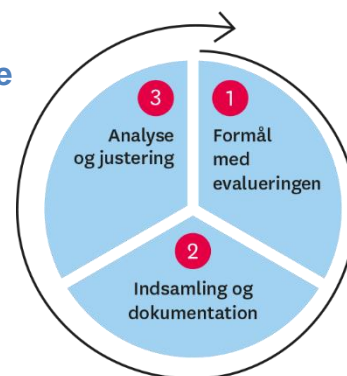 e
1
Formål
med
evalueringen
2
Indsamling og
dokumentation
3
Analyse
og justering